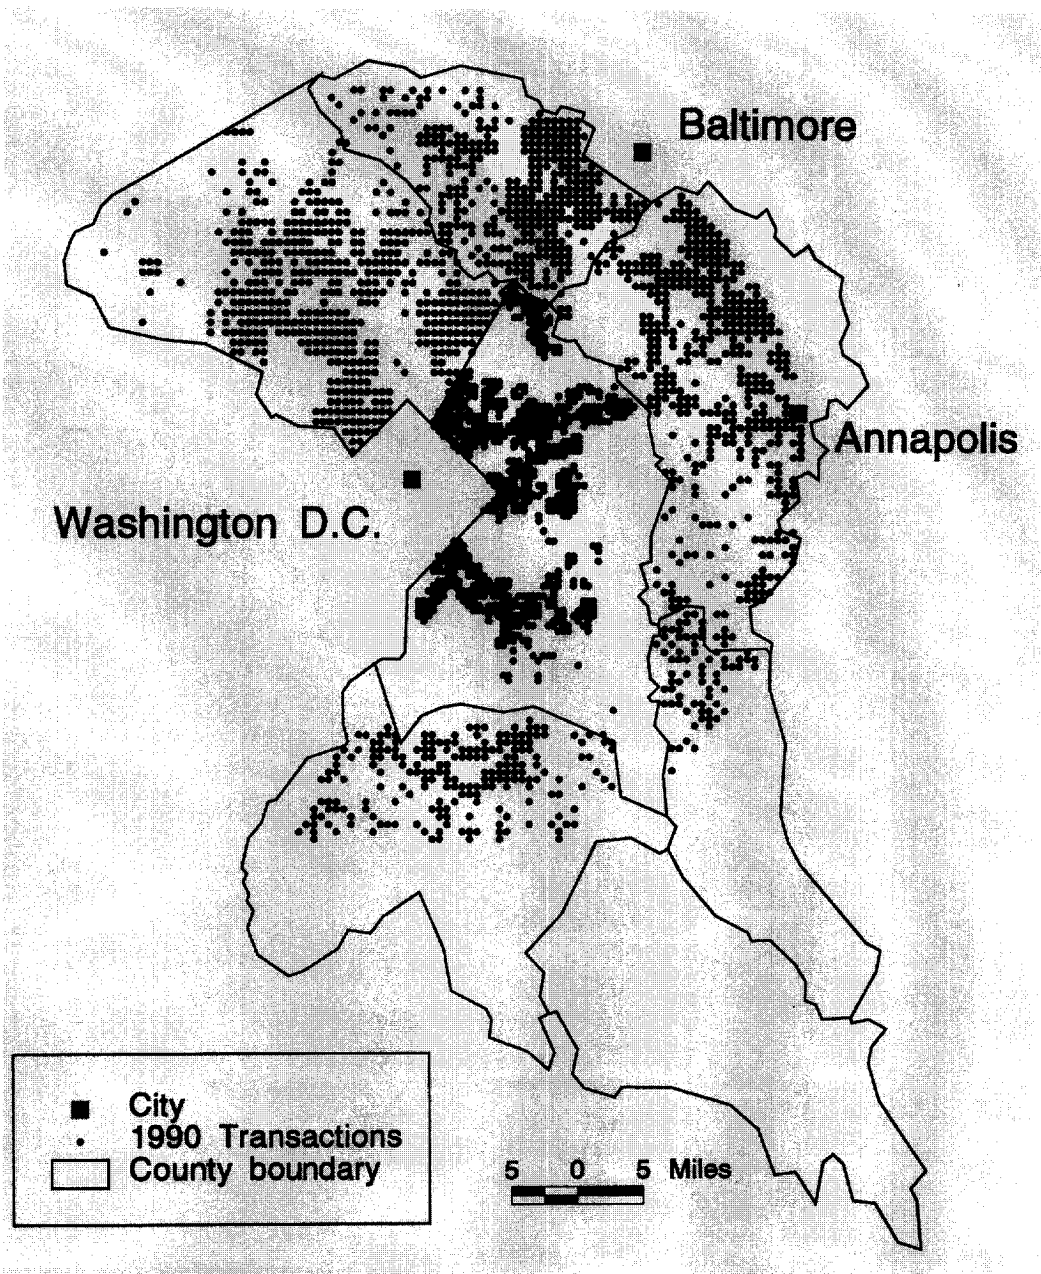 Baltimore
Annapolis
Washington D.C.
City
1990 Transactions
County boundary
5 0 5 Miles